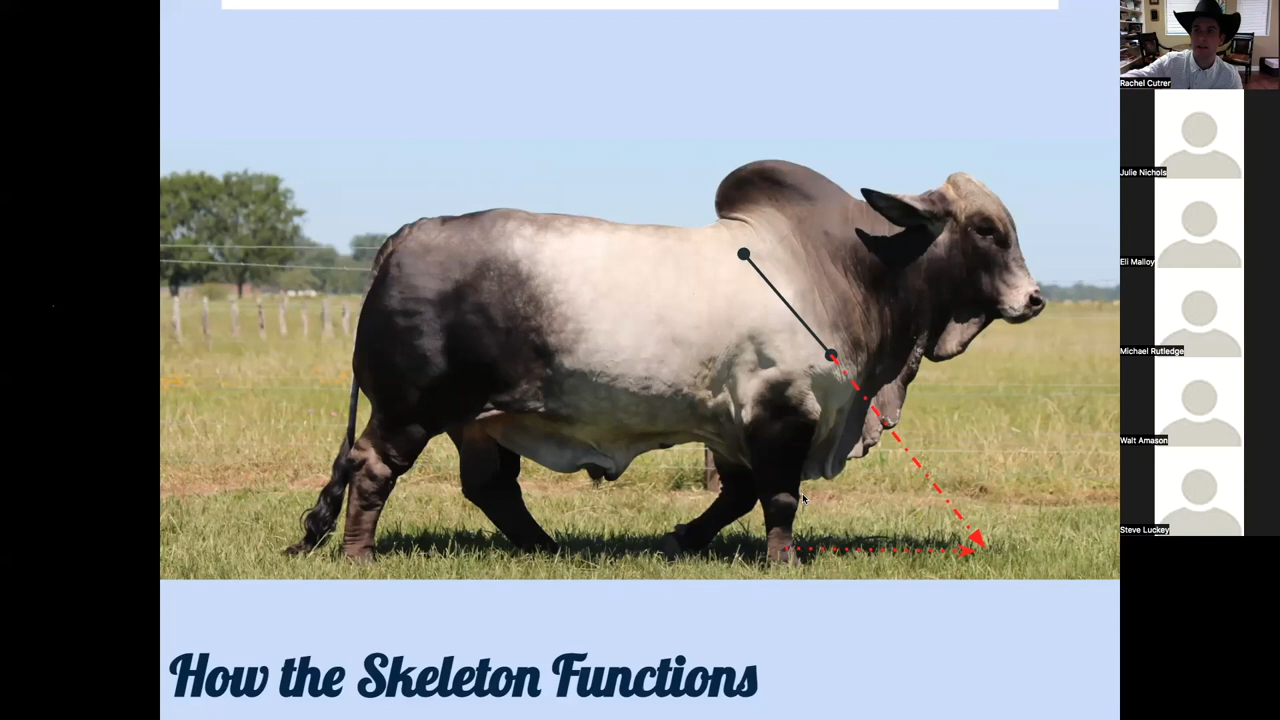 Rachel Cutrer
Julie Nichols
Eli Malloy
Michael Rutledge
Walt Amason
Steve Luckey
How the Skeleton Functions